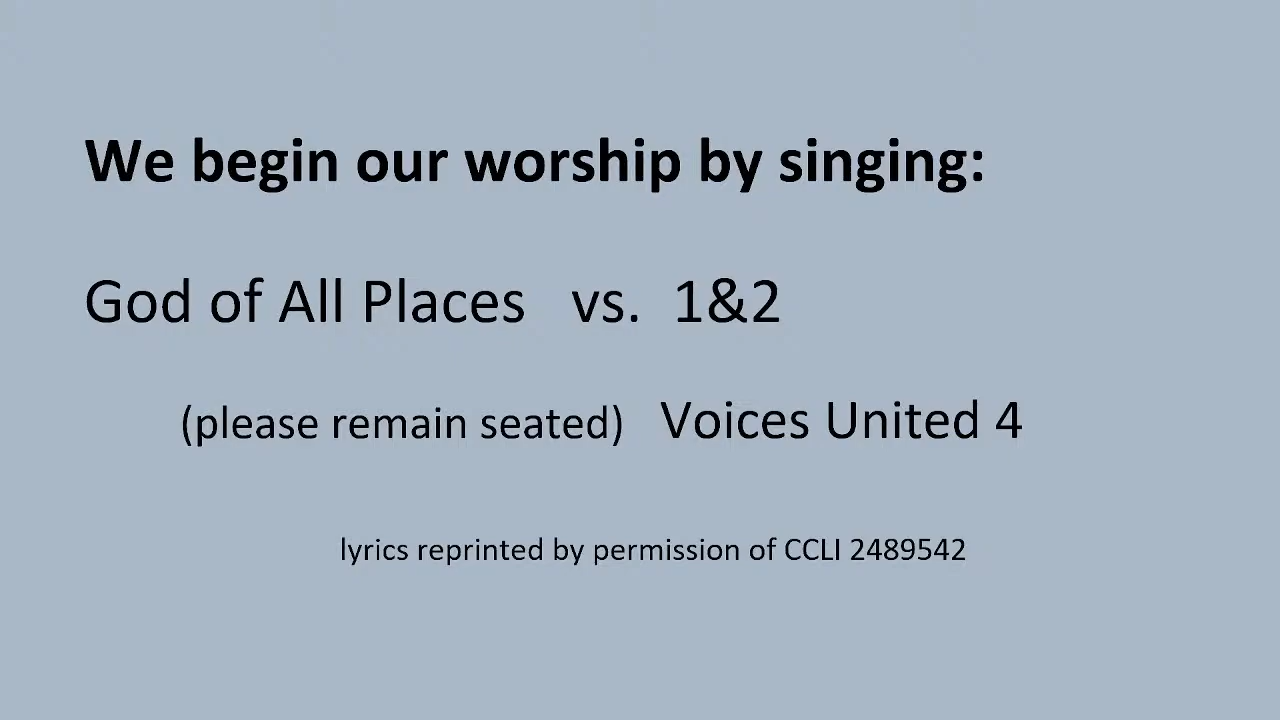 We begin our worship by singing:
God of All Places vs. 1&2
(please remain seated) Voices United 4
lyrics reprinted by permission of CCLI 2489542